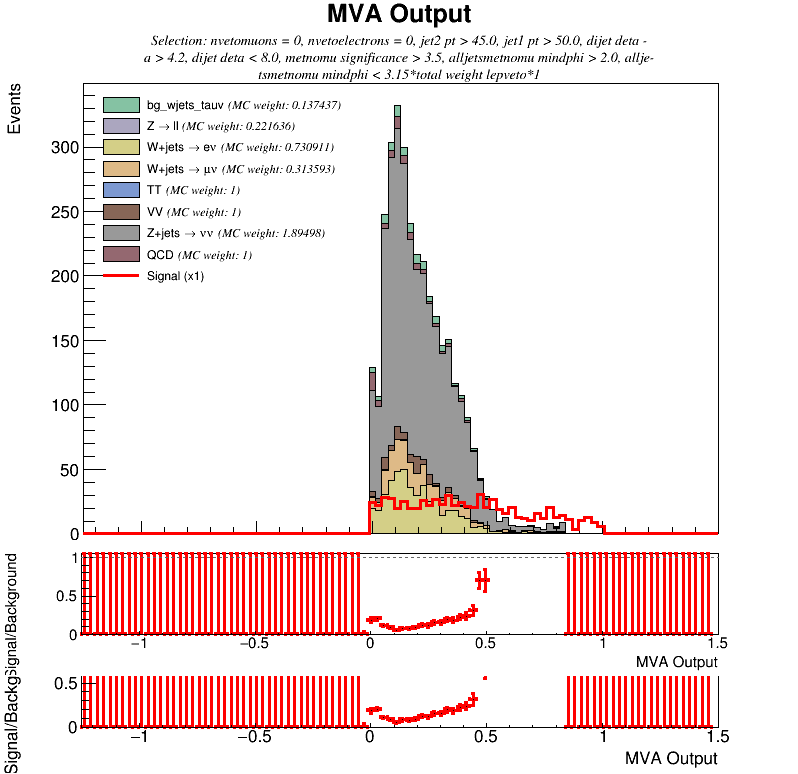 MVA Output
Selection: nvetomuons = 0, nvetoelectrons = 0, jet2 pt > 45.0, jet1 pt > 50.0, dijet deta -
a > 4.2, dijet deta < 8.0, metnomu significance > 3.5, alljetsmetnomu mindphi > 2.0, allje-
tsmetnomu mindphi < 3.15*total weight lepveto*1
Events
bg_wjets_tauv (MC weight: 0.137437)
Z → ll (MC weight: 0.221636)
W+jets → eν (MC weight: 0.730911)
W+jets → μν (MC weight: 0.313593)
TT (MC weight: 1)
VV (MC weight: 1)
Z+jets → νν (MC weight: 1.89498)
QCD (MC weight: 1)
Signal (x1)
300
250
200
150
100
50
0
Signal/Background
1
0.5
0
−1 −0.5 0 0.5 1 1.5
MVA Output
Signal/Backg
0.5
0
−1 −0.5 0 0.5 1 1.5
MVA Output